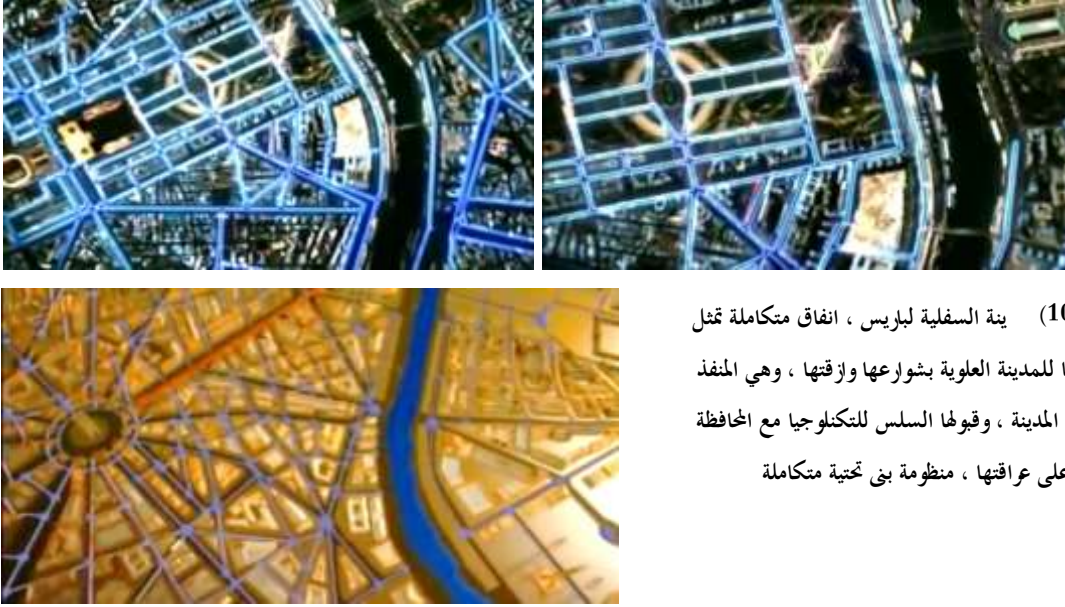 (10 ينة السفلية لباريس ، انفاق متكاملة تمثل
ا للمدينة العلوية بشوارعها وازقتها ، وهي المنفذ
المدينة ، وقبولها السلس للتكنلوجيا مع المحافظة
على عراقتها ، منظومة بنى تحتية متكاملة